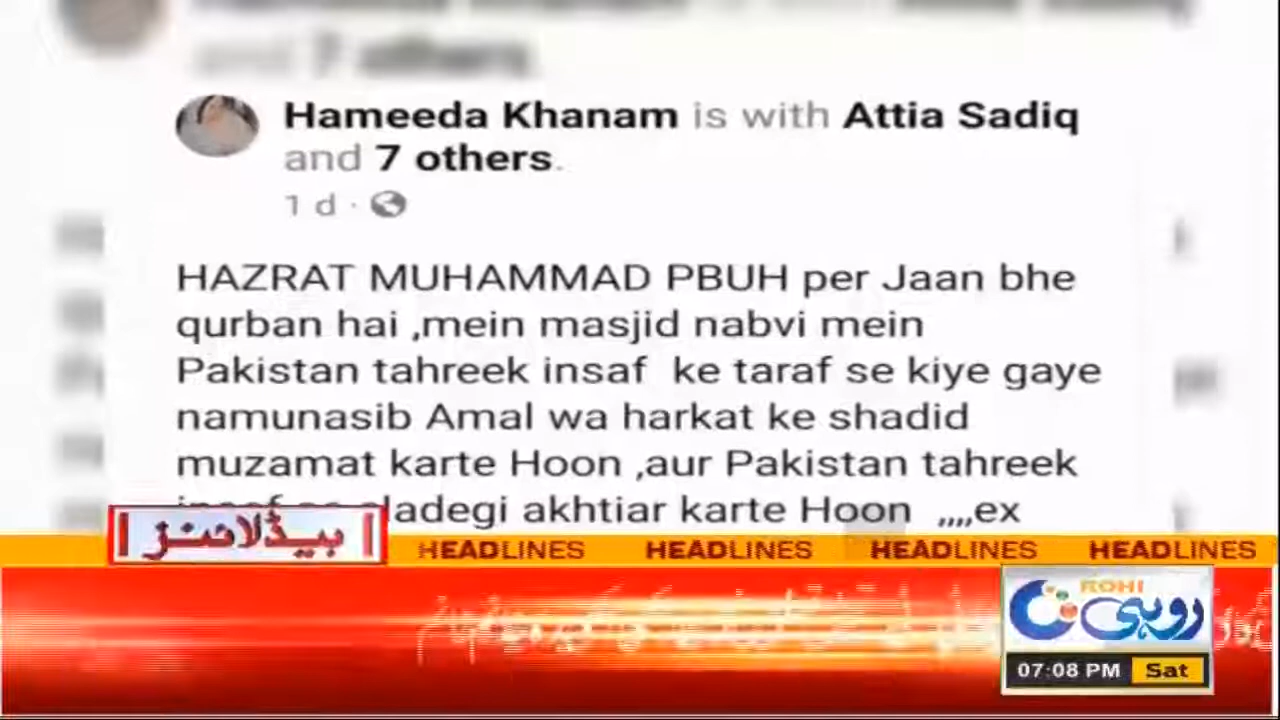 Hameeda Khanam is with Attia Sadiq
and 7 others.
1 d ·
HAZRAT MUHAMMAD PBUH per Jaan bhe
qurban hai ,mein masjid nabvi mein
Pakistan tahreek insaf ke taraf se kiye gaye
namunasib Amal wa harkat ke shadid
muzamat karte Hoon ,aur Pakistan tahreek
akhtiar karte Hoon ,,,,ex
ہیڈلائنز
HEADLINES HEADLINES HEADLINES HEADLINES
ROHI
روہی
07:08 PM Sat